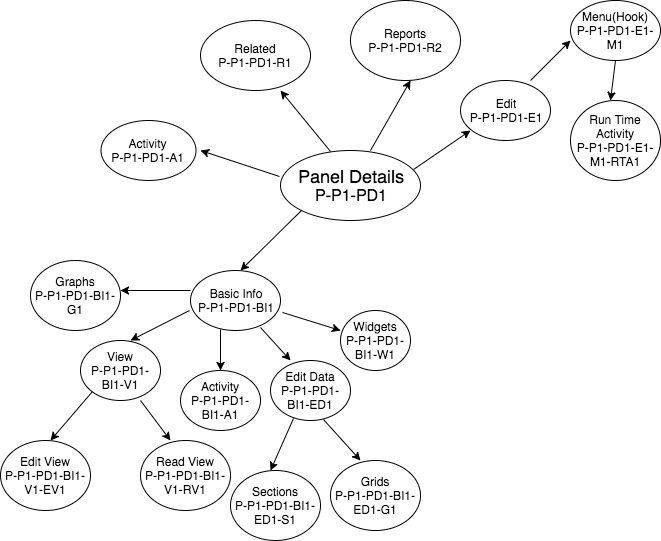 Menu(Hook)
P-P1-PD1-E1-
M1
Reports
P-P1-PD1-R2
Related
P-P1-PD1-R1
Edit
P-P1-PD1-E1
Run Time
Activity
P-P1-PD1-E1-
M1-RTA1
Activity
P-P1-PD1-A1
Panel Details
P-P1-PD1
Graphs
P-P1-PD1-BI1-
G1
Basic Info
P-P1-PD1-BI1
Widgets
P-P1-PD1-
BI1-W1
View
P-P1-PD1-
BI1-V1
Activity
P-P1-PD1-
BI1-A1
Edit Data
P-P1-PD1-
BI1-ED1
Edit View
P-P1-PD1-BI1-
V1-EV1
Read View
P-P1-PD1-BI1-
V1-RV1
Sections
P-P1-PD1-BI1-
ED1-S1
Grids
P-P1-PD1-BI1-
ED1-G1